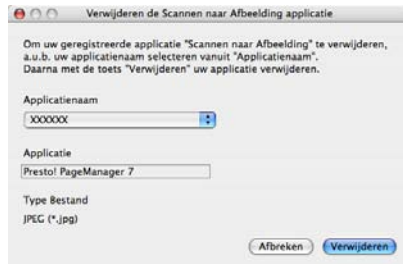 Verwijderen de Scannen naar Afbeelding applicatie
Om uw geregistreerde applicatie "Scannen naar Afbeelding" te verwijderen,
a.u.b. uw applicatienaam selecteren vanuit "Applicatienaam".
Daarna met de toets "Verwijderen" uw applicatie verwijderen.
Applicatienaam
XXXXXX
Applicatie
Presto! PageManager 7
Type Bestand
JPEG (*.jpg)
Afbreken Verwijderen